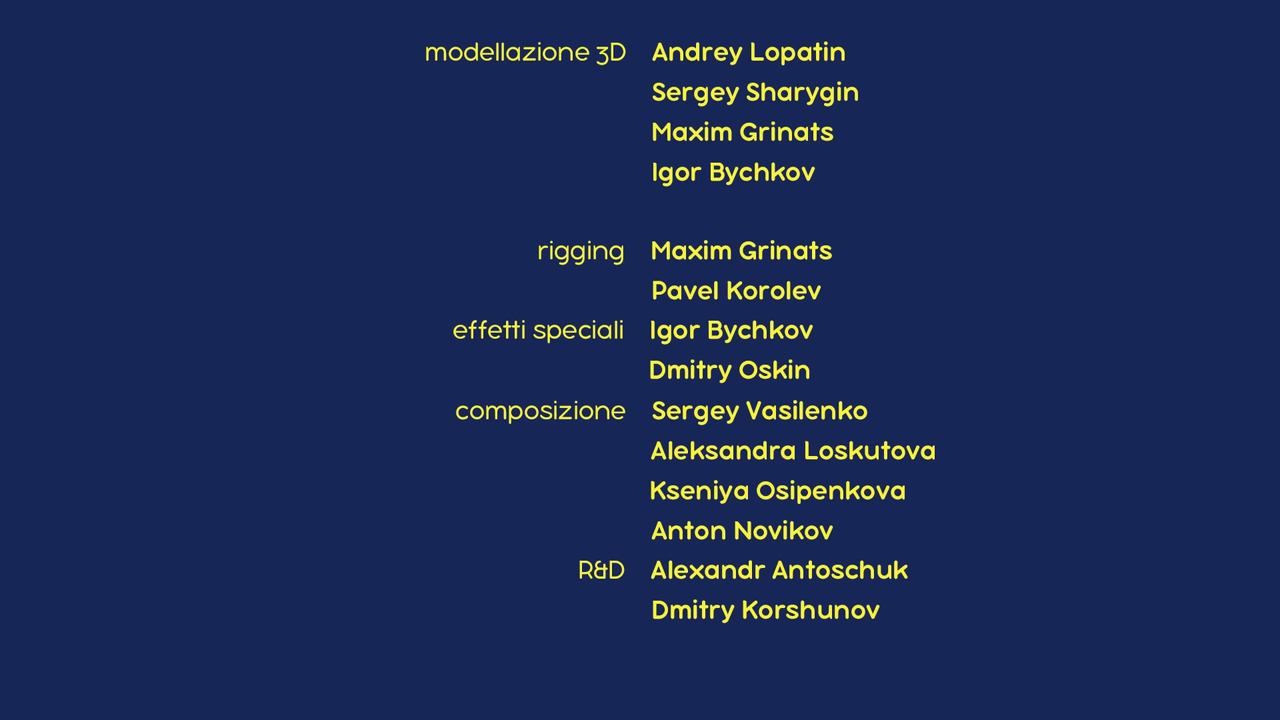 modellazione 3D Andrey Lopatin
Sergey Sharygin
Maxim Grinats
Igor Bychkov
rigging Maxim Grinats
Pavel Korolev
effetti speciali Igor Bychkov
Dmitry Oskin
composizione Sergey Vasilenko
Aleksandra Loskutova
Kseniya Osipenkova
Anton Novikov
R&D Alexandr Antoschuk
Dmitry Korshunov